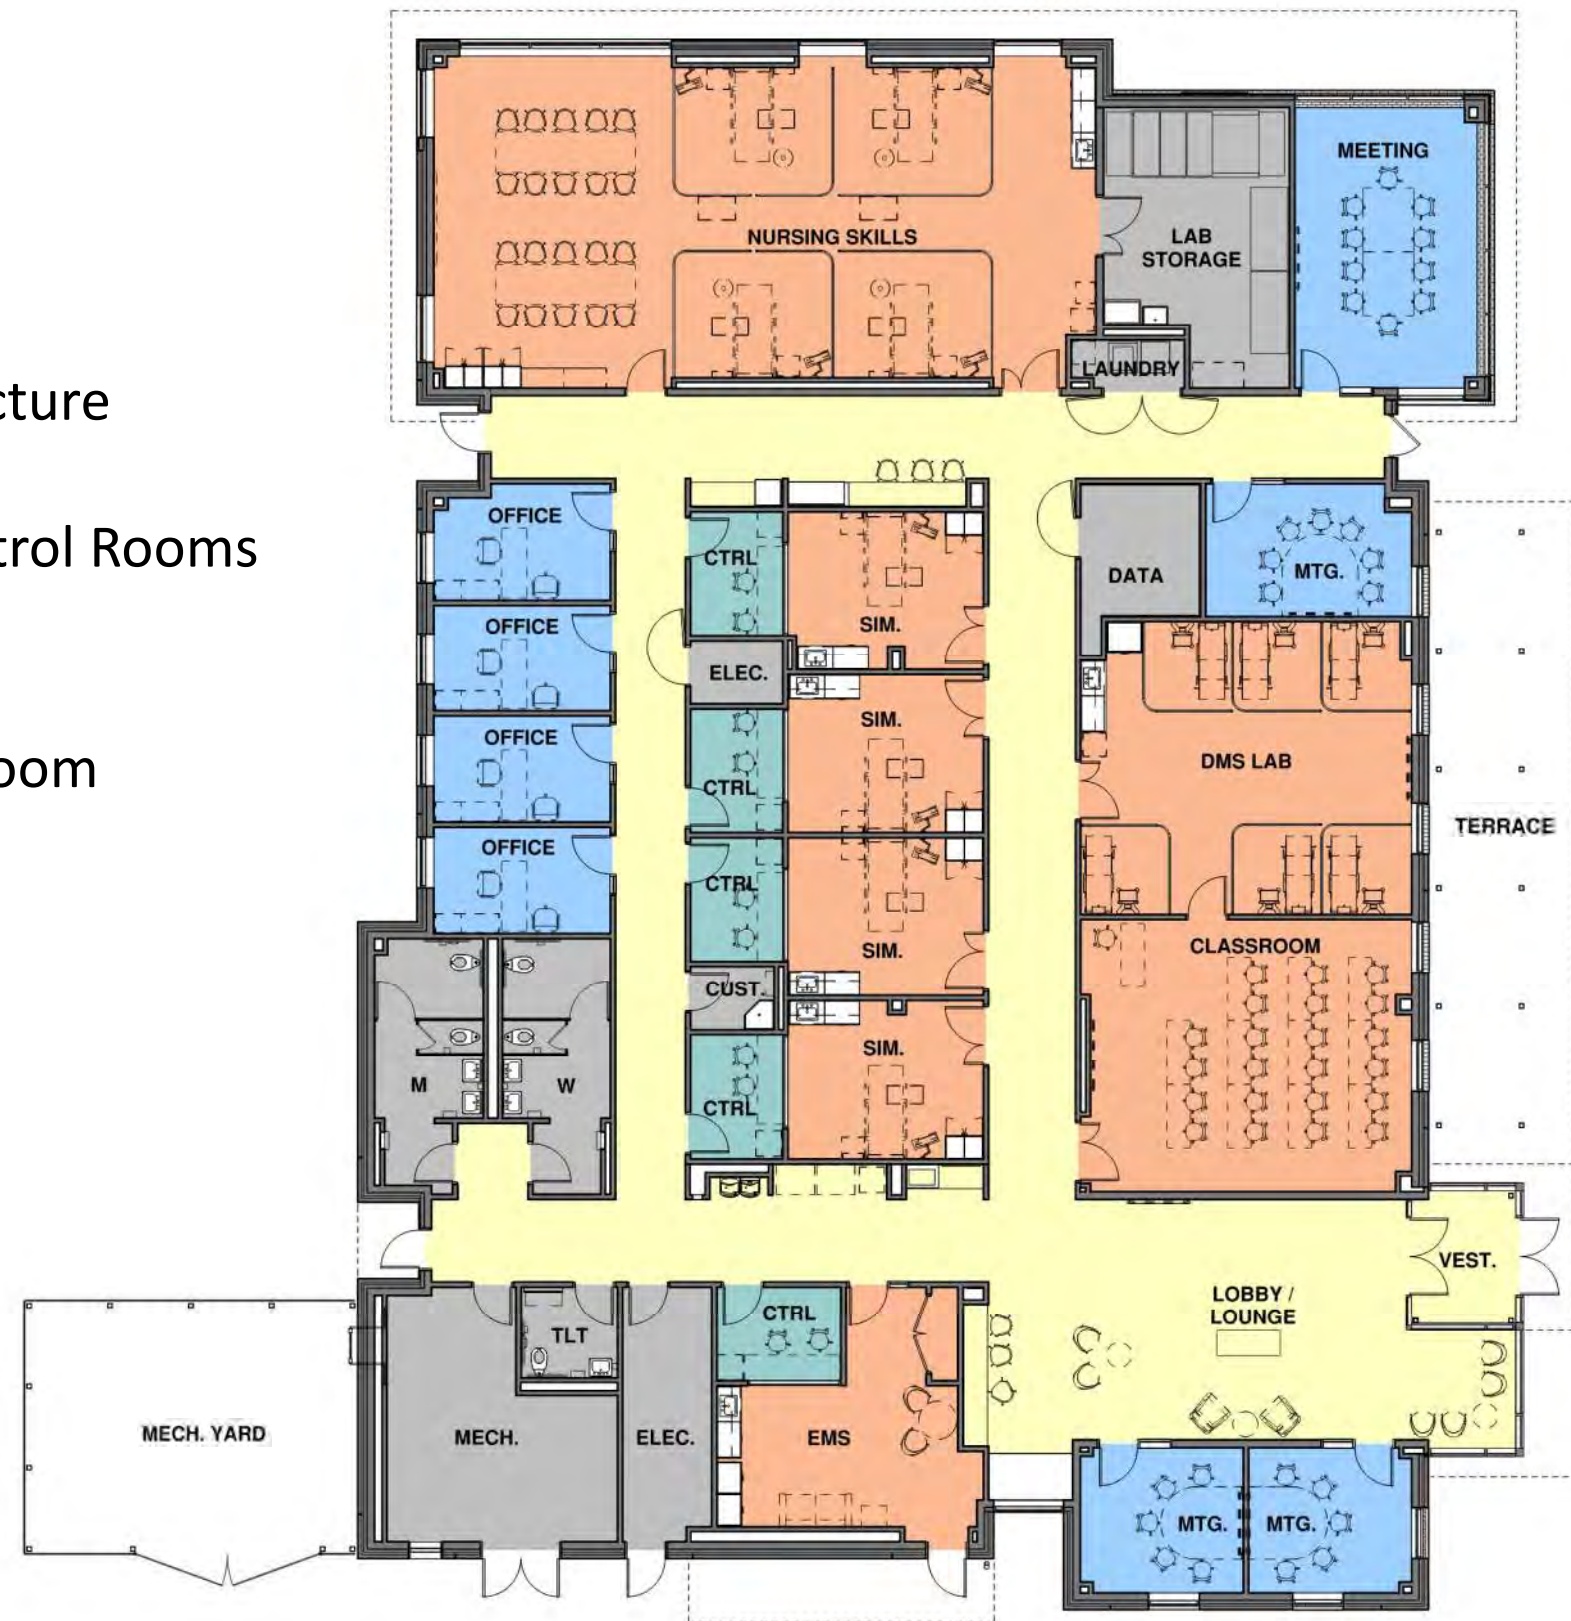 cture
trol Rooms
oom
MEETING
NURSING SKILLS
LAB
STORAGE
LAUNDRY
OFFICE
CTRL
SIM.
DATA
MTG.
OFFICE
ELEC.
SIM.
OFFICE
CTRL
DMS LAB
TERRACE
OFFICE
CTRL
SIM.
CLASSROOM
CUST.
SIM.
M
W
CTRL
VEST.
LOBBY /
LOUNGE
CTRL
TLT
MECH. YARD
MECH.
ELEC.
EMS
MTG.
MTG.